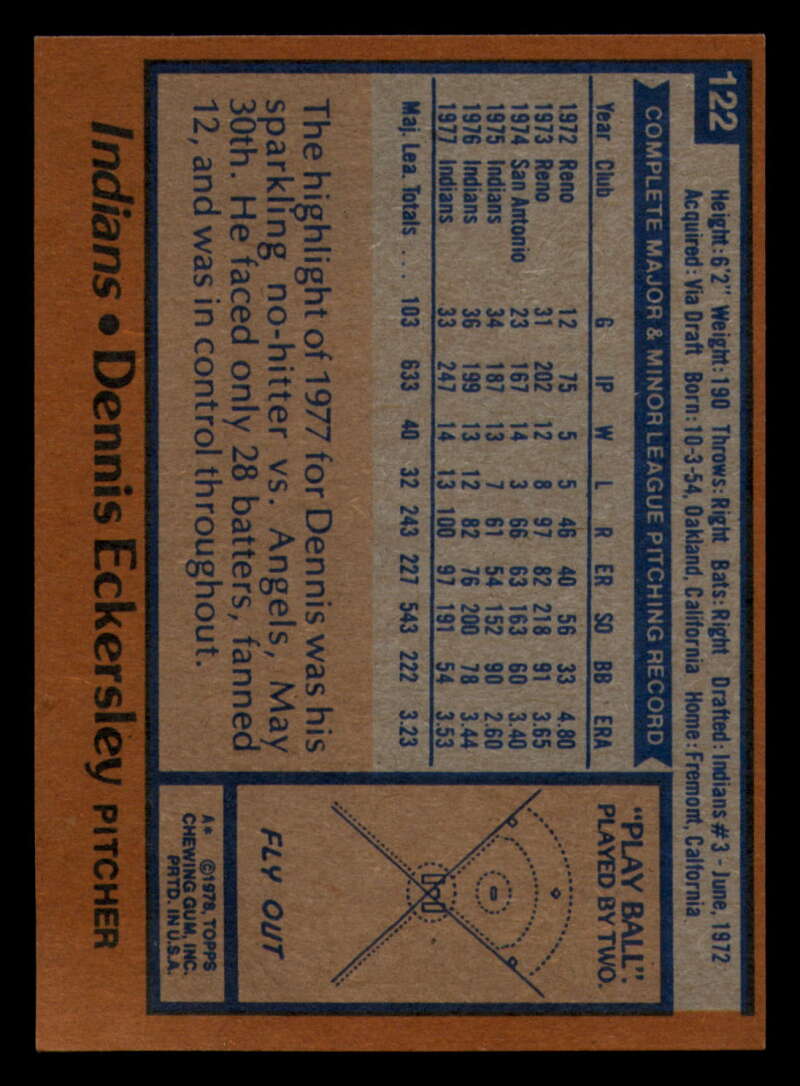 122
Height: 6'2" Weight: 190 Throws: Right Bats: Right Drafted: Indians #3 - June, 1972
Acquired: Via Draft Born: 10-3-54, Oakland, California Home: Fremont, Calfornia
COMPLETE MAJOR & MINOR LEAGUE PITCHING RECORD
Year Club G IP W L R ER SO BB ERA
1972 Reno 12 75 5 5 46 40 56 33 4.80
1973 Reno 31 202 12 8 97 82 218 91 3.65
1974 San Antonio 23 167 14 3 66 63 163 60 3.40
1975 Indians 34 187 13 7 61 54 152 90 2.60
1976 Indians 36 199 13 12 82 76 200 78 3.44
1977 Indians 33 247 14 13 100 97 191 54 3.53
Maj. Lea. Totals ... 103 633 40 32 243 227 543 222 3.23
The highlight of 1977 for Dennis was his
sparkling no-hitter vs. Angels, May
30th. He faced only 28 batters, fanned
12, and was in control throughout.
"PLAY BALL".
PLAYED BY TWO.
FLY OUT
A* ©1978, TOPPS
CHEWING GUM, INC.
PRTD. IN U.S.A.
Indians • Dennis Eckersley PITCHER